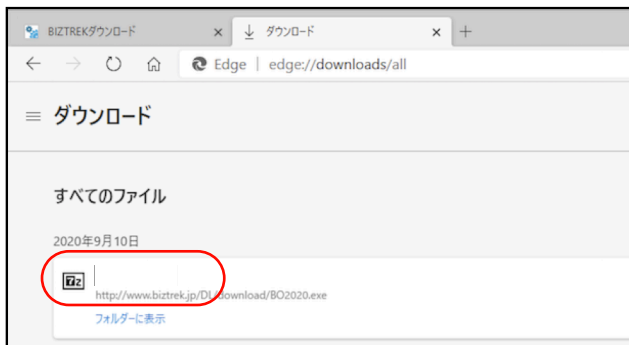 BIZTREKダウンロード
ダウンロード
Edge | edge://downloads/all
ダウンロード
すべてのファイル
2020年9月10日
7z
http://www.biztrek.jp/DL/download/BO2020.exe
フォルダーに表示